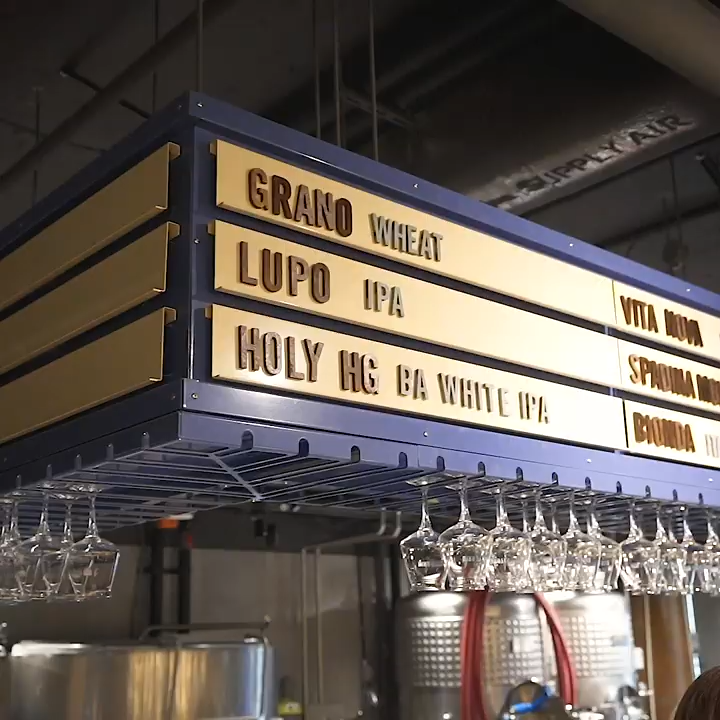 SUPPLY AIR
GRANO WHEAT
LUPO IPA
HOLY HG BA WHITE IPA
VITA NOVA
SPADINA
BIONDA